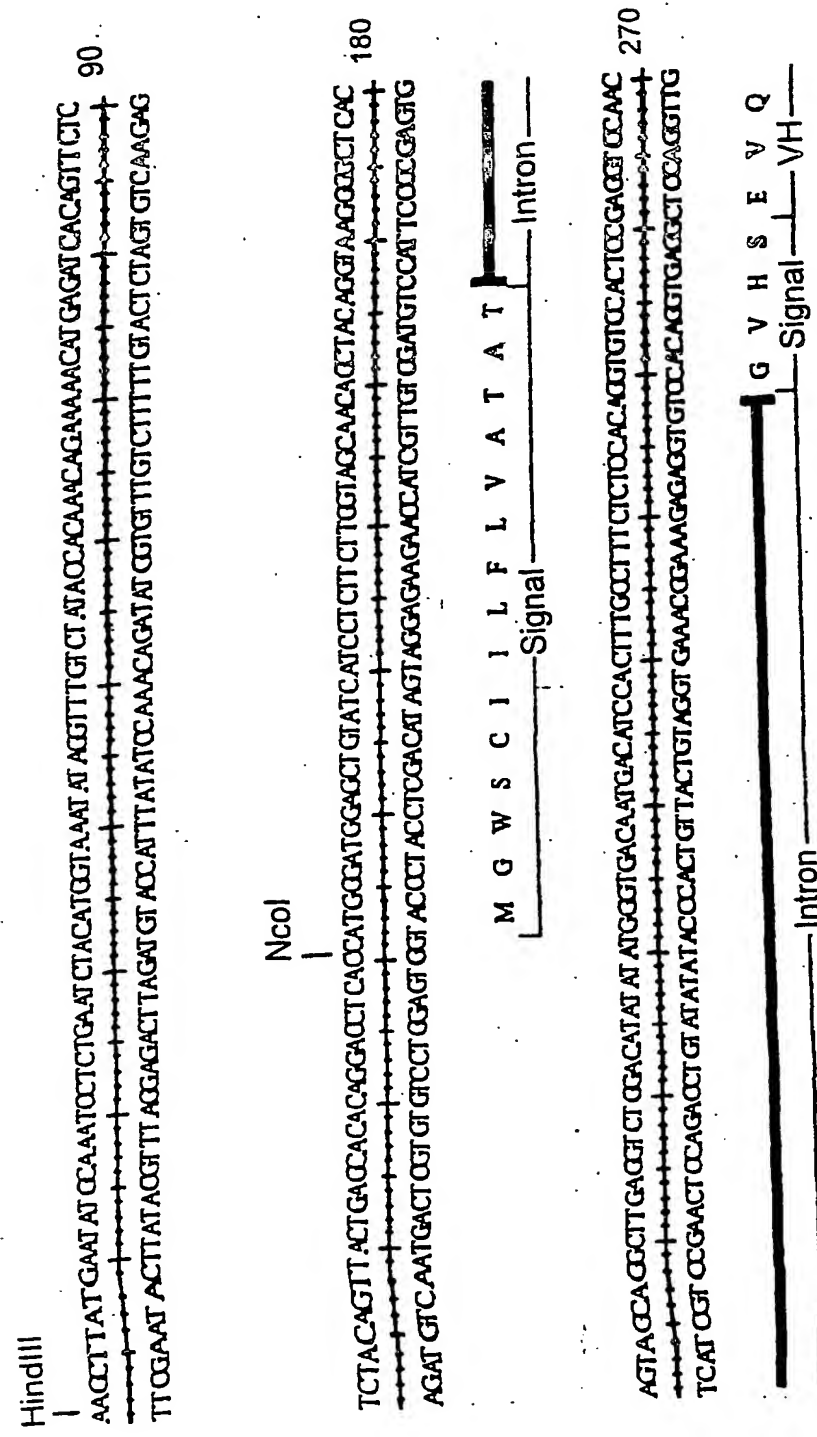 HindIII
AAGCTTATGAATATGCAAATCCTCTGAATCTACATGGTAAATATAGGTTTGTCTATACCACAAACAGAAAAACATGAGATCACAGTTCTC 90
TTCGAATACTTATACGTTTAGGAGACTTAGATGTACCATTTATATCCAAACAGATATGGTGTTTGTCTTTTTGTACTCTAGTGTCAAGAG
NcoI
TCTACAGTTACTGAGCACACAGGACCTCACCATGGGATGGAGCTGTATCATCCTCTTCTTGGTAGCAACAGCTACAGGTAAGGGGCTCAC 180
AGATGTCAATGACTCGTGTGTCCTGGAGTGGTACCCTACCTCGACATAGTAGGAGAAGAACCATCGTTGTCGATGTCCATTCCCCGAGTG
M G W S C I I L F L V A T A T
Signal Intron
AGTAGCAGGCTTGAGGTCTGGACATATATATGGGTGACAATGACATCCACTTTGCCTTTCTCTCCACAGGTGTCCACTCCGAGGTCCAAC 270
TCATCGTCCGAACTCCAGACCTGTATATATACCCACTGTTACTGTAGGTGAAACGGAAAGAGAGGTGTCCACAGGTGAGGCTCCAGGTTG
G V H S E V Q
Intron Signal VH